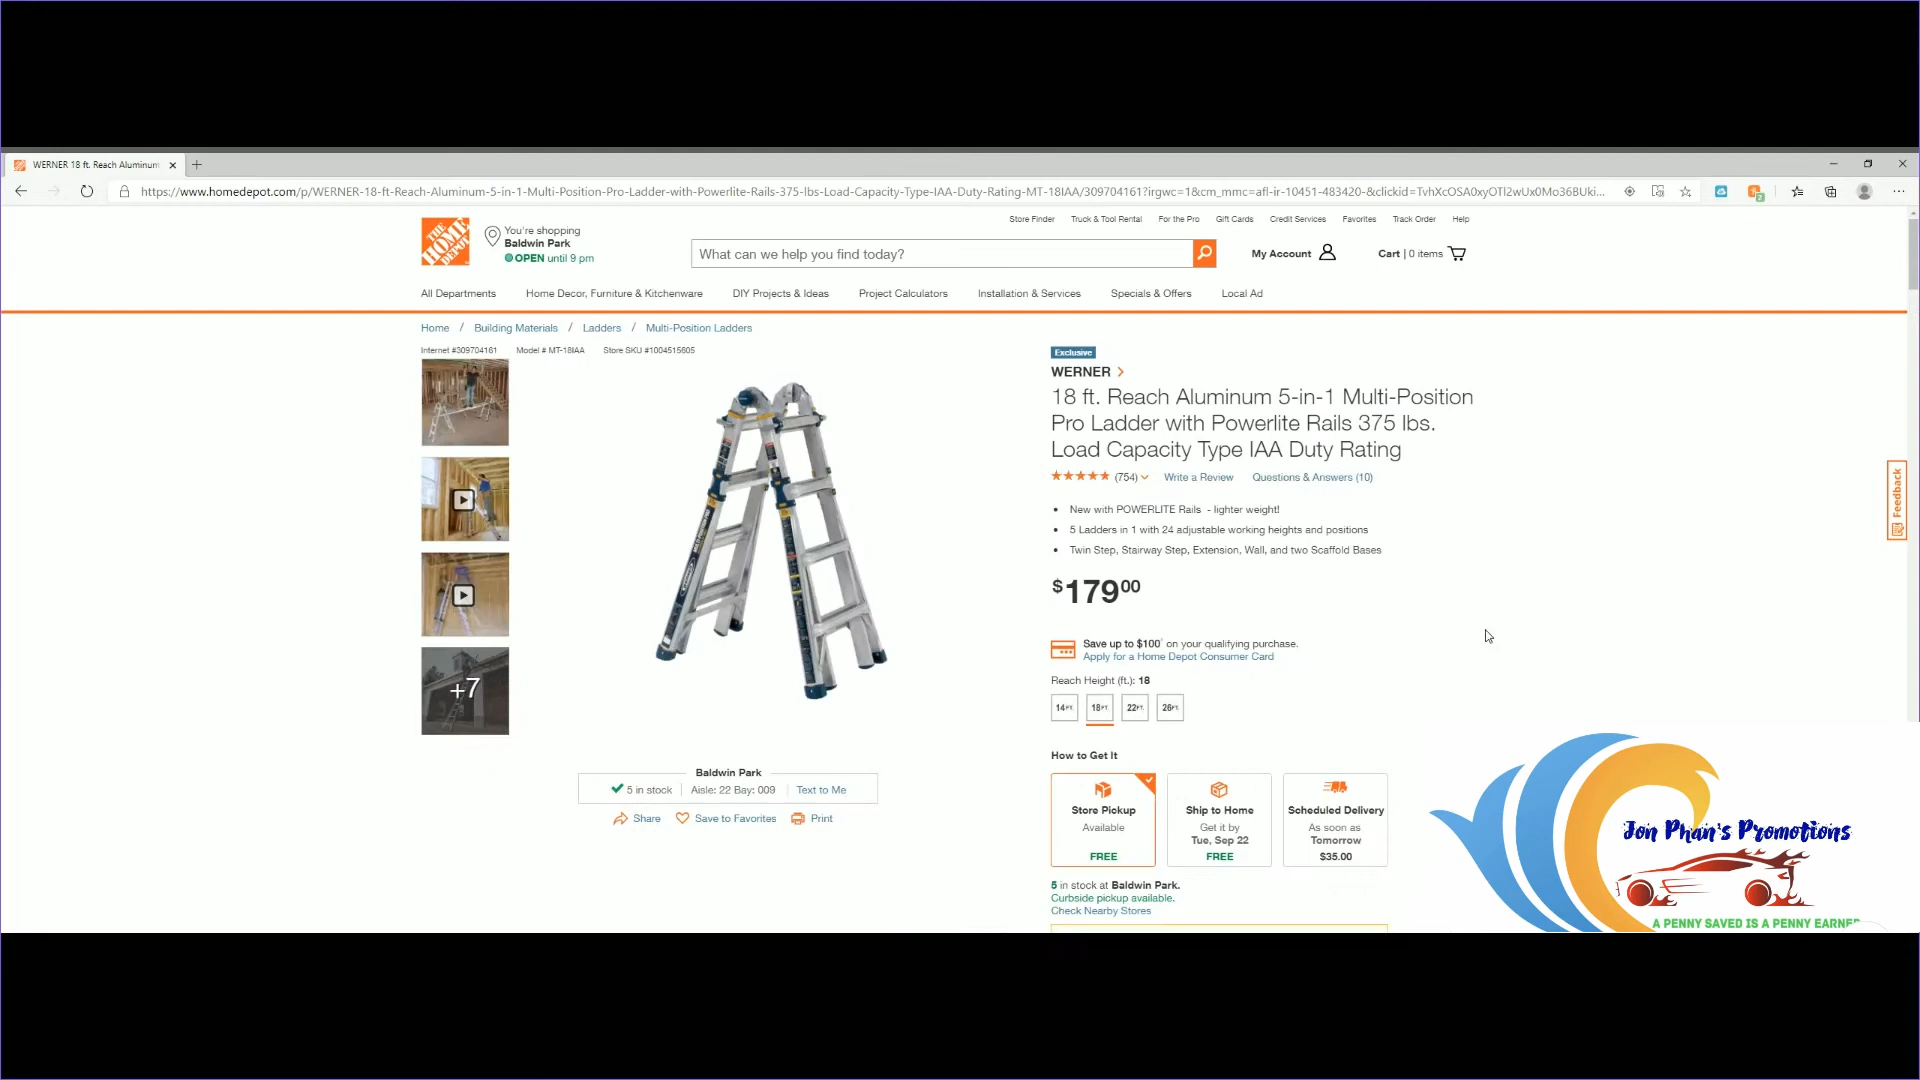 WERNER 18 ft. Reach Aluminum
https://www.homedepot.com/p/WERNER-18-ft-Reach-Aluminum-5-in-1-Multi-Position-Pro-Ladder-with-Powerlite-Rails-375-lbs-Load-Capacity-Type-IAA-Duty-Rating-MT-18IAA/309704161?irgwc=1&cm_mmc=afl-ir-10451-483420-&clickid=TvhXcOSA0xyOTl2wUx0Mo36BUki...
Store Finder Truck & Tool Rental For the Pro Gift Cards Credit Services Favorites Track Order Help
THE HOME DEPOT
You're shopping
Baldwin Park
OPEN until 9 pm
What can we help you find today?
My Account
Cart | 0 items
All Departments Home Decor, Furniture & Kitchenware DIY Projects & Ideas Project Calculators Installation & Services Specials & Offers Local Ad
Home / Building Materials / Ladders / Multi-Position Ladders
Internet #309704161 Model # MT-18IAA Store SKU #1004515605
+7
Baldwin Park
5 in stock Aisle: 22 Bay: 009 Text to Me
Share Save to Favorites Print
Exclusive
WERNER
18 ft. Reach Aluminum 5-in-1 Multi-Position
Pro Ladder with Powerlite Rails 375 lbs.
Load Capacity Type IAA Duty Rating
(754) Write a Review Questions & Answers (10)
New with POWERLITE Rails - lighter weight!
5 Ladders in 1 with 24 adjustable working heights and positions
Twin Step, Stairway Step, Extension, Wall, and two Scaffold Bases
$179.00
Save up to $100° on your qualifying purchase.
Apply for a Home Depot Consumer Card
Reach Height (ft.): 18
14FT. 18FT. 22FT. 26FT.
How to Get It
Store Pickup
Available
FREE
Ship to Home
Get it by
Tue, Sep 22
FREE
Scheduled Delivery
As soon as
Tomorrow
$35.00
5 in stock at Baldwin Park.
Curbside pickup available.
Check Nearby Stores
Feedback
Jon Phan's Promotions
A PENNY SAVED IS A PENNY EARNED